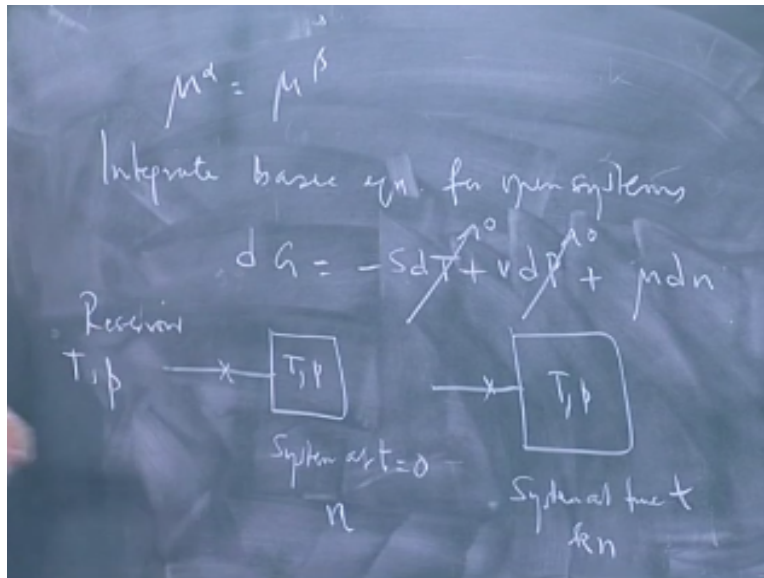 μ^α = μ^β
Integrate basic eqn. for open systems
dG = - SdT + VdP + μdn
0 0
Reservoir
T, p
T, p
T, p
System at t=0
n
System at time t
kn